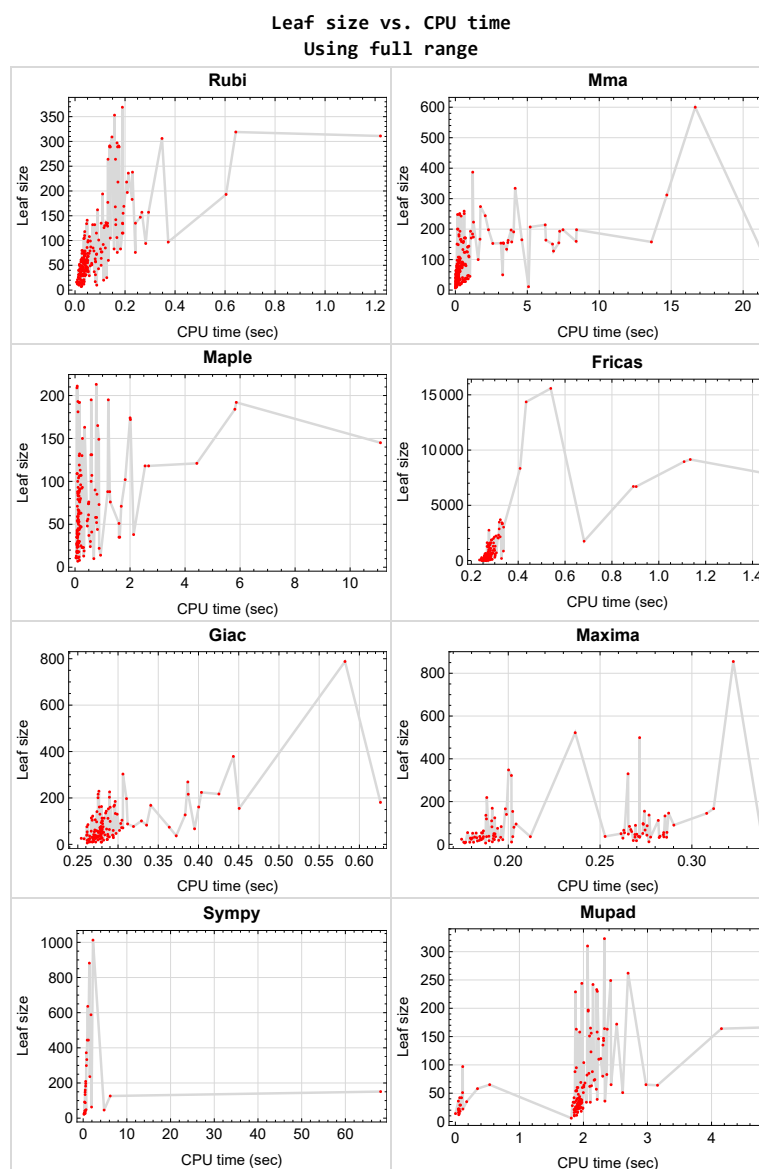 Leaf size vs. CPU time
Using full range
Rubi
Leaf size
350
300
250
200
150
100
50
0
0.0 0.2 0.4 0.6 0.8 1.0 1.2
CPU time (sec)
Mma
Leaf size
600
500
400
300
200
100
0
0 5 10 15 20
CPU time (sec)
Maple
Leaf size
200
150
100
50
0
0 2 4 6 8 10
CPU time (sec)
Fricas
Leaf size
15 000
10 000
5000
0
0.2 0.4 0.6 0.8 1.0 1.2 1.4
CPU time (sec)
Giac
Leaf size
800
600
400
200
0
0.25 0.30 0.35 0.40 0.45 0.50 0.55 0.60
CPU time (sec)
Maxima
Leaf size
800
600
400
200
0
0.20 0.25 0.30
CPU time (sec)
Sympy
Leaf size
1000
800
600
400
200
0
0 10 20 30 40 50 60
CPU time (sec)
Mupad
Leaf size
300
250
200
150
100
50
0
0 1 2 3 4
CPU time (sec)